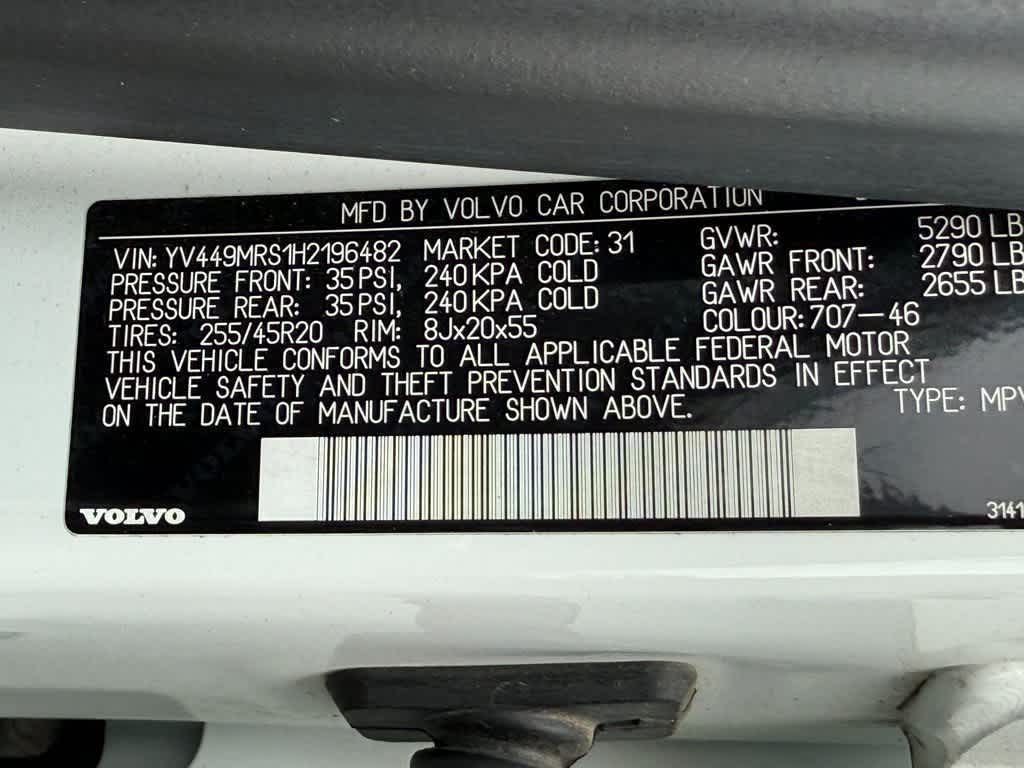 MFD BY VOLVO CAR CORPORATION
VIN: YV449MRS1H2196482 MARKET CODE: 31 GVWR: 5290 LB
PRESSURE FRONT: 35 PSI, 240 KPA COLD GAWR FRONT: 2790 LB
PRESSURE REAR: 35 PSI, 240 KPA COLD GAWR REAR: 2655 LB
TIRES: 255/45R20 RIM: 8Jx20x55 COLOUR: 707-46
THIS VEHICLE CONFORMS TO ALL APPLICABLE FEDERAL MOTOR
VEHICLE SAFETY AND THEFT PREVENTION STANDARDS IN EFFECT
ON THE DATE OF MANUFACTURE SHOWN ABOVE. TYPE: MPV
VOLVO 3141